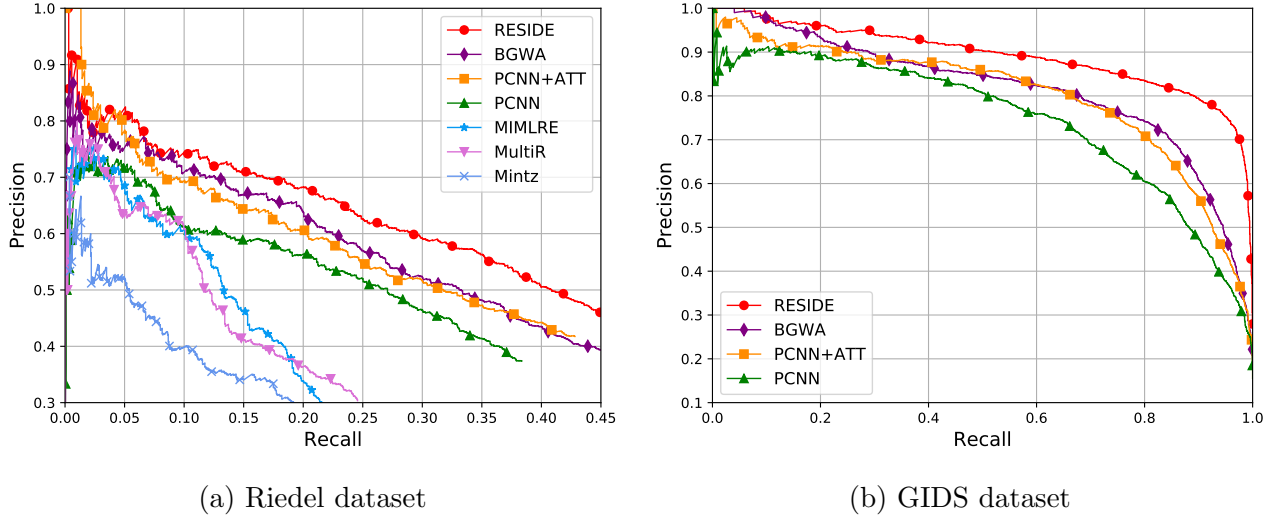 1.0
0.9
0.8
0.7
0.6
0.5
0.4
0.3
Precision
0.00 0.05 0.10 0.15 0.20 0.25 0.30 0.35 0.40 0.45
Recall
RESIDE
BGWA
PCNN+ATT
PCNN
MIMLRE
MultiR
Mintz
(a) Riedel dataset
1.0
0.9
0.8
0.7
0.6
0.5
0.4
0.3
0.2
0.1
Precision
0.0 0.2 0.4 0.6 0.8 1.0
Recall
RESIDE
BGWA
PCNN+ATT
PCNN
(b) GIDS dataset